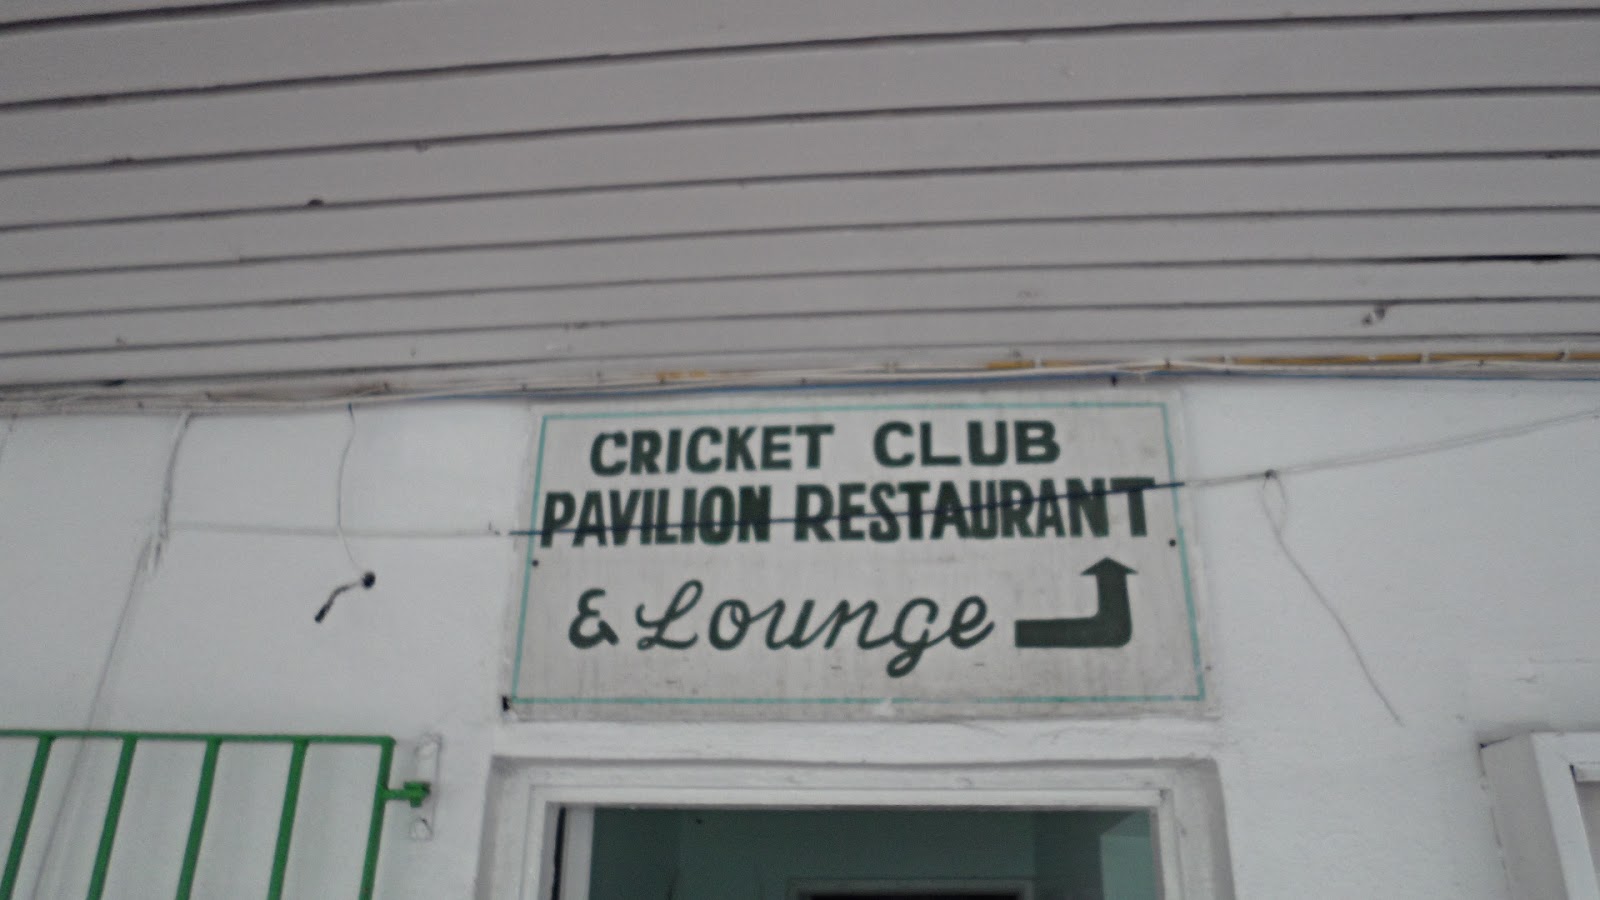 CRICKET CLUB
PAVILION RESTAURANT
& Lounge